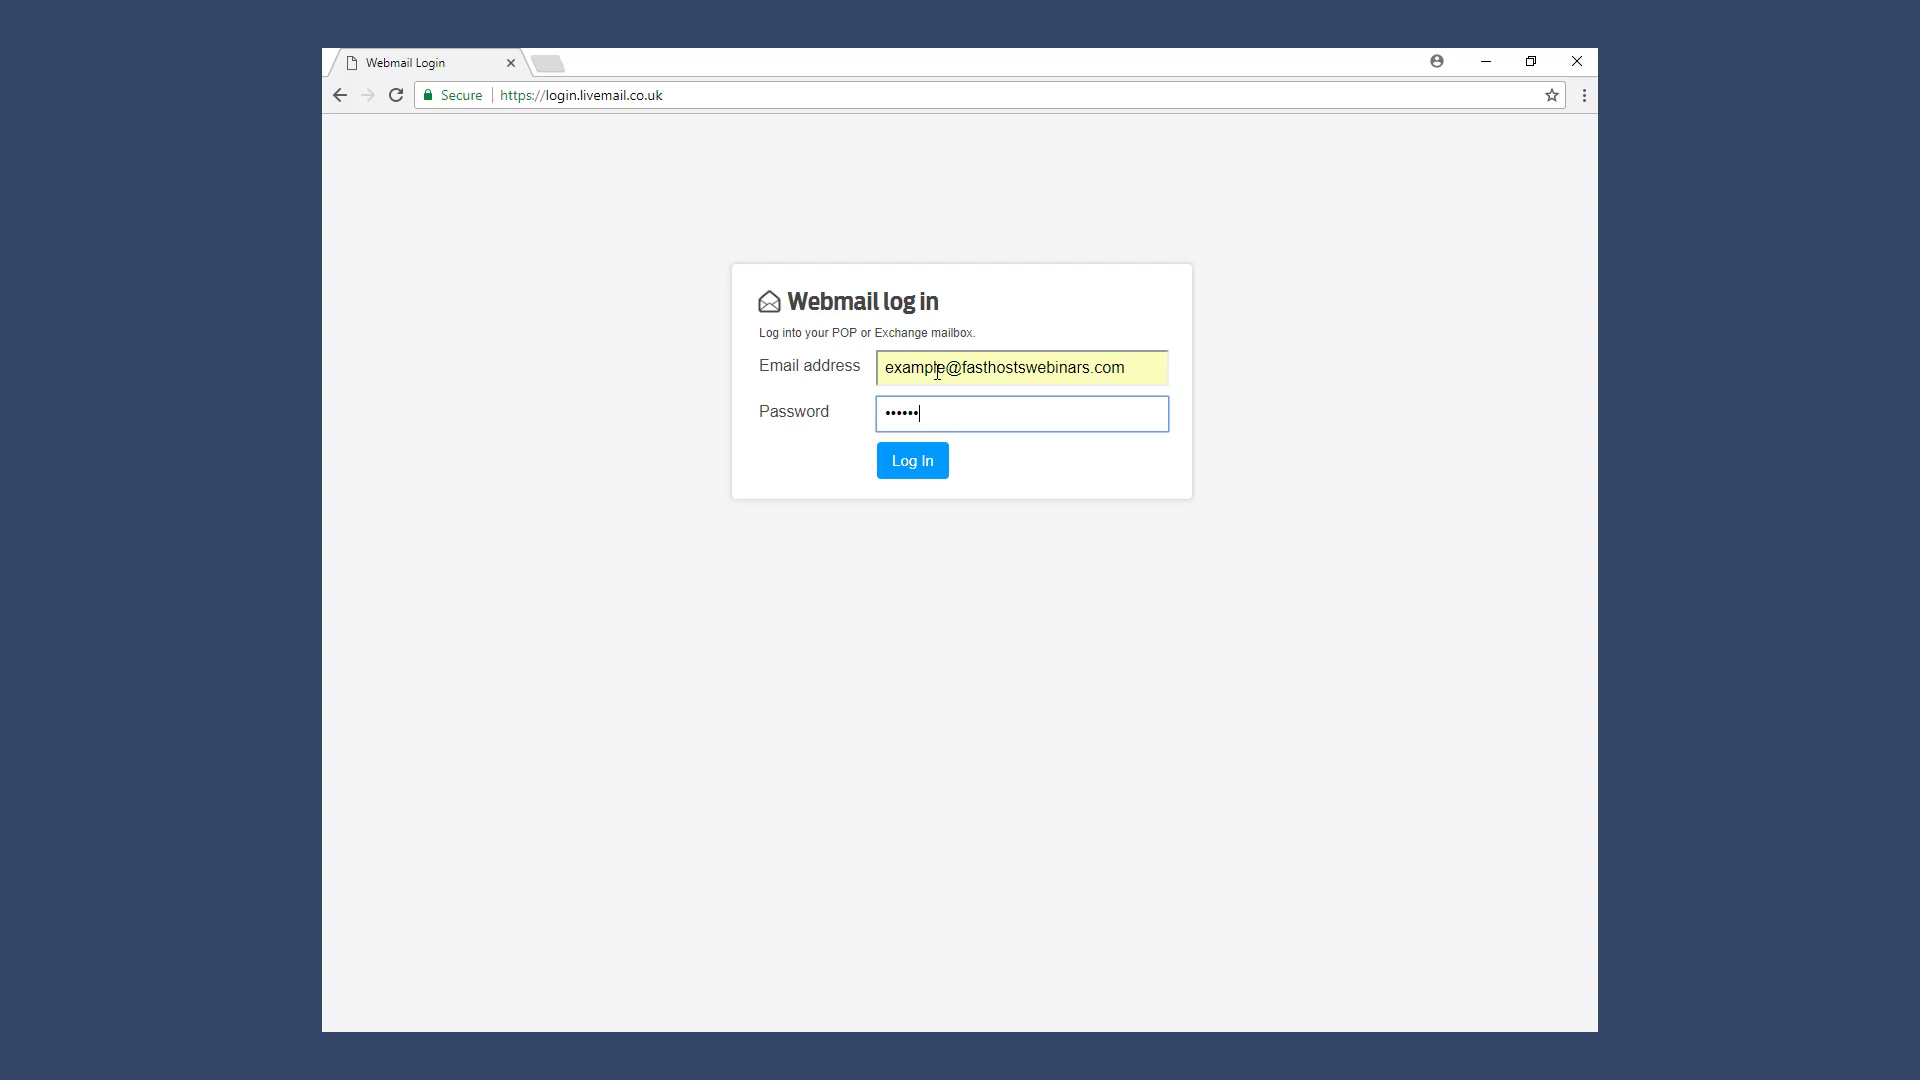 Webmail Login
Secure https://login.livemail.co.uk
Webmail log in
Log into your POP or Exchange mailbox.
Email address example@fasthostswebinars.com
Password ••••••
Log In